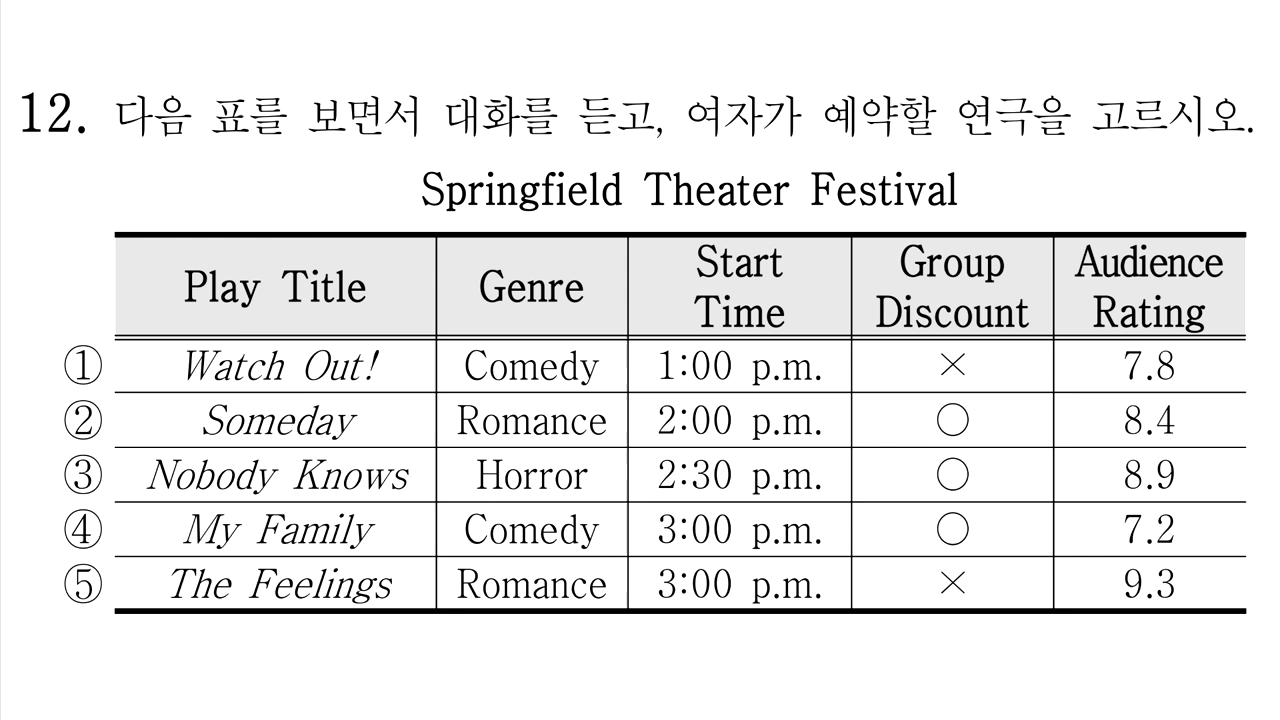 12. 다음 표를 보면서 대화를 듣고, 여자가 예약할 연극을 고르시오.
Springfield Theater Festival
Play Title Genre Start Time Group Discount Audience Rating
① Watch Out! Comedy 1:00 p.m. × 7.8
② Someday Romance 2:00 p.m. ○ 8.4
③ Nobody Knows Horror 2:30 p.m. ○ 8.9
④ My Family Comedy 3:00 p.m. ○ 7.2
⑤ The Feelings Romance 3:00 p.m. × 9.3